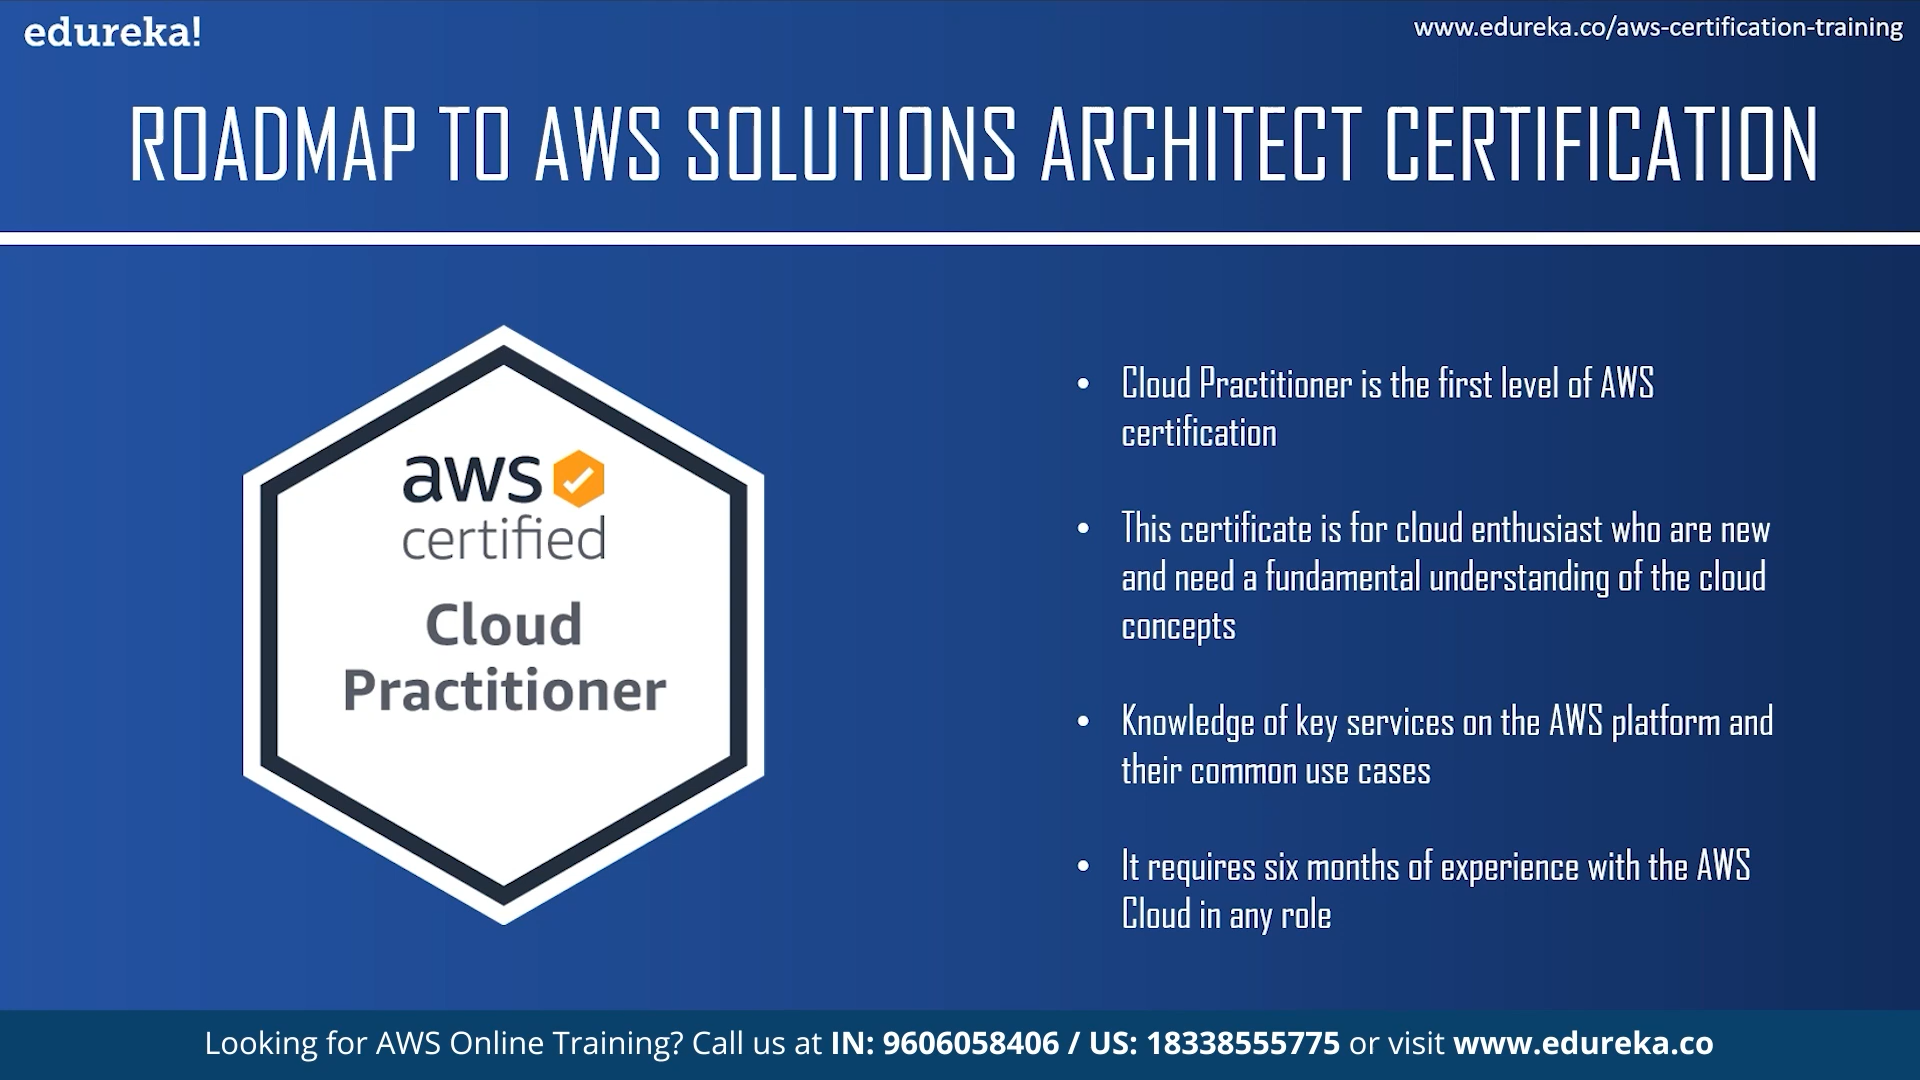 edureka!
www.edureka.co/aws-certification-training
ROADMAP TO AWS SOLUTIONS ARCHITECT CERTIFICATION
aws
certified
Cloud
Practitioner
• Cloud Practitioner is the first level of AWS
certification
• This certificate is for cloud enthusiast who are new
and need a fundamental understanding of the cloud
concepts
• Knowledge of key services on the AWS platform and
their common use cases
• It requires six months of experience with the AWS
Cloud in any role
Looking for AWS Online Training? Call us at IN: 9606058406 / US: 18338555775 or visit www.edureka.co